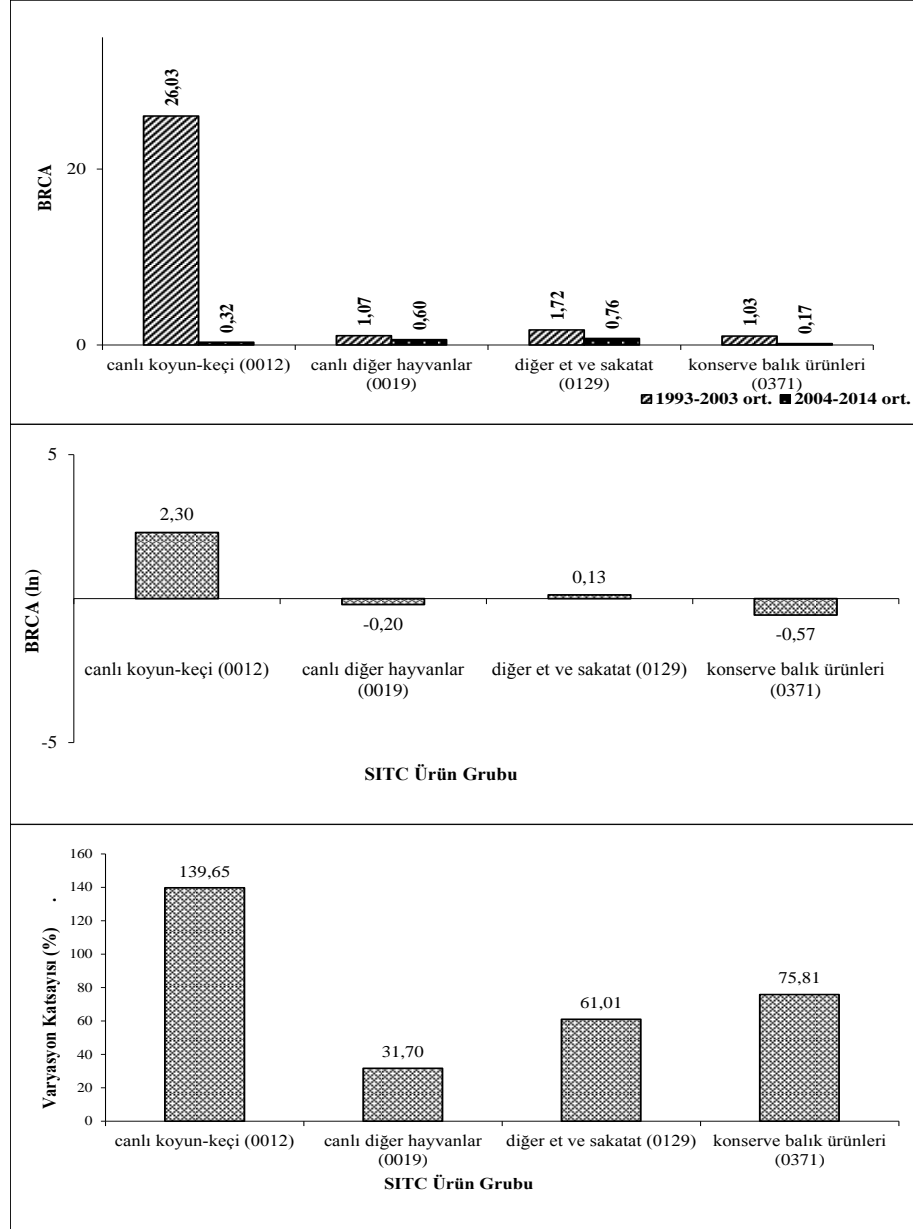 26,03
BRCA
20
0,32
1,07
0,60
1,72
0,76
1,03
0,17
0
canlı koyun-keçi (0012)
canlı diğer hayvanlar
(0019)
diğer et ve sakatat
(0129)
konserve balık ürünleri
(0371)
1993-2003 ort.
2004-2014 ort.
5
BRCA (ln)
2,30
-0,20
0,13
-0,57
canlı koyun-keçi (0012)
canlı diğer hayvanlar
(0019)
diğer et ve sakatat (0129)
konserve balık ürünleri
(0371)
-5
SITC Ürün Grubu
Varyasyon Katsayısı (%) .
160
140
120
100
80
60
40
20
0
139,65
31,70
61,01
75,81
canlı koyun-keçi (0012)
canlı diğer hayvanlar
(0019)
diğer et ve sakatat (0129)
konserve balık ürünleri
(0371)
SITC Ürün Grubu